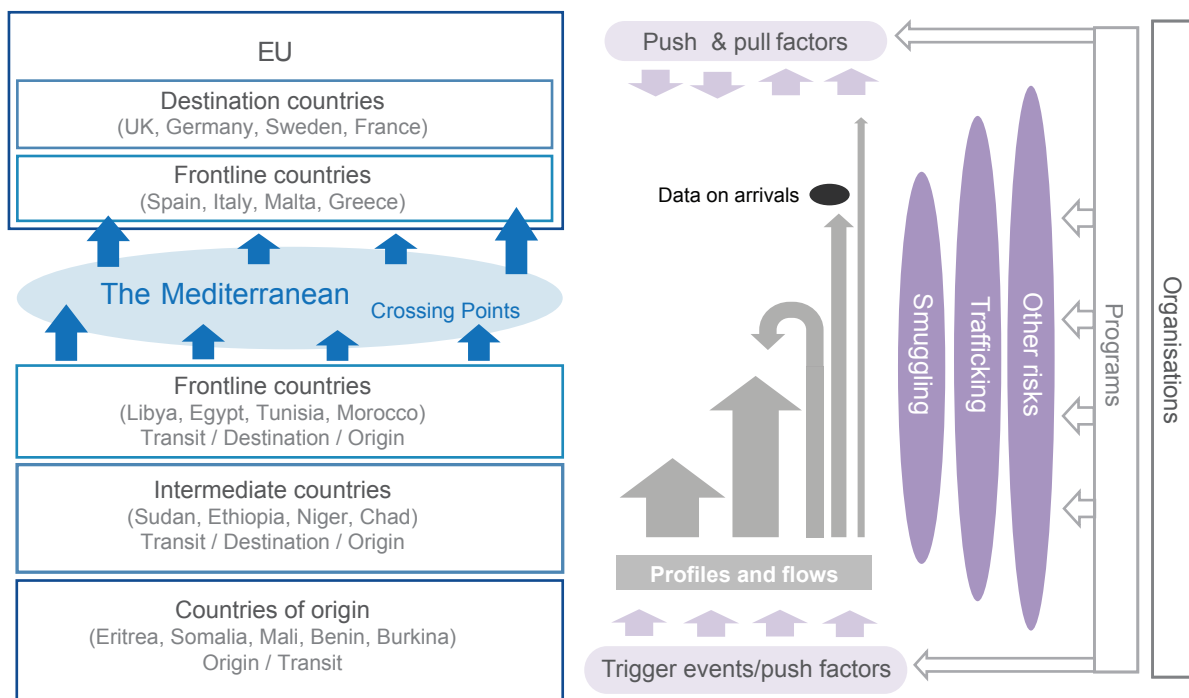 EU
Destination countries
(UK, Germany, Sweden, France)
Frontline countries
(Spain, Italy, Malta, Greece)
The Mediterranean
Crossing Points
Frontline countries
(Libya, Egypt, Tunisia, Morocco)
Transit / Destination / Origin
Intermediate countries
(Sudan, Ethiopia, Niger, Chad)
Transit / Destination / Origin
Countries of origin
(Eritrea, Somalia, Mali, Benin, Burkina)
Origin / Transit
Push & pull factors
Data on arrivals
Profiles and flows
Trigger events/push factors
Smuggling
Trafficking
Other risks
Programs
Organisations